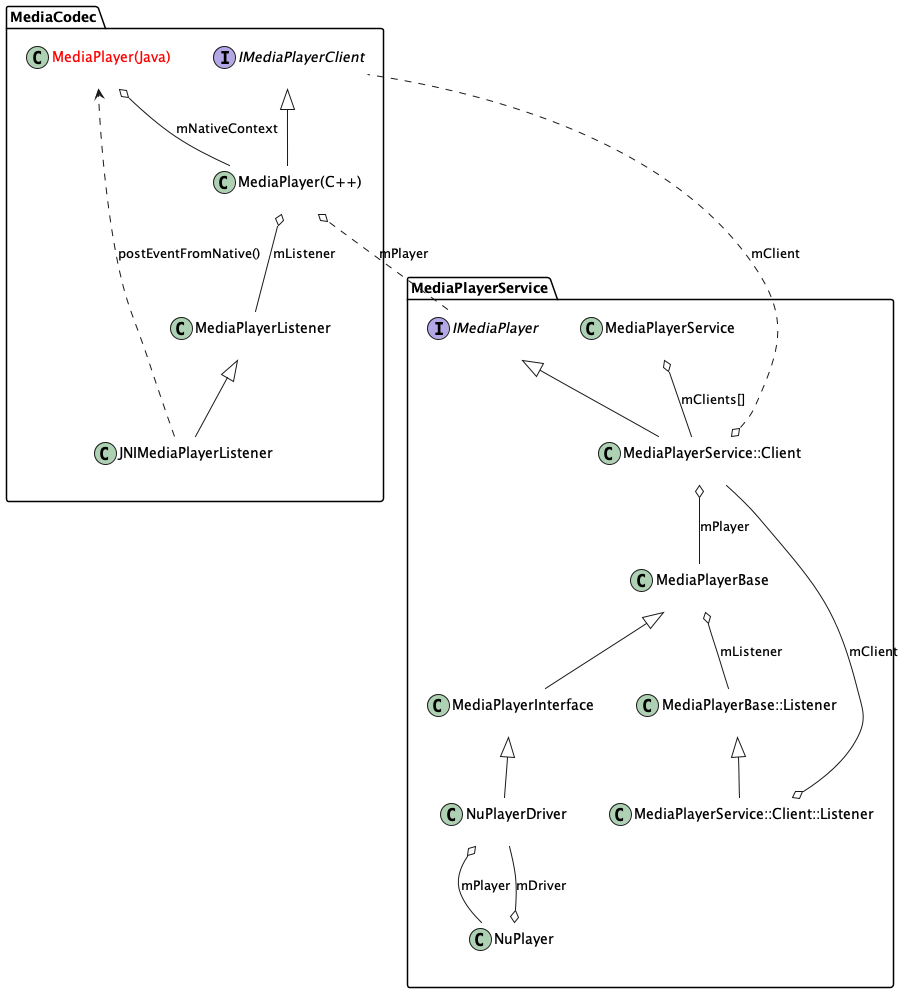 MediaCodec
C MediaPlayer(Java)
I IMediaPlayerClient
mNativeContext
C MediaPlayer(C++)
postEventFromNative()
mListener
mPlayer
mClient
MediaPlayerService
C MediaPlayerListener
I IMediaPlayer
C MediaPlayerService
mClients[]
C JNIMediaPlayerListener
C MediaPlayerService::Client
mPlayer
C MediaPlayerBase
mListener
mClient
C MediaPlayerInterface
C MediaPlayerBase::Listener
C NuPlayerDriver
C MediaPlayerService::Client::Listener
mPlayer
mDriver
C NuPlayer